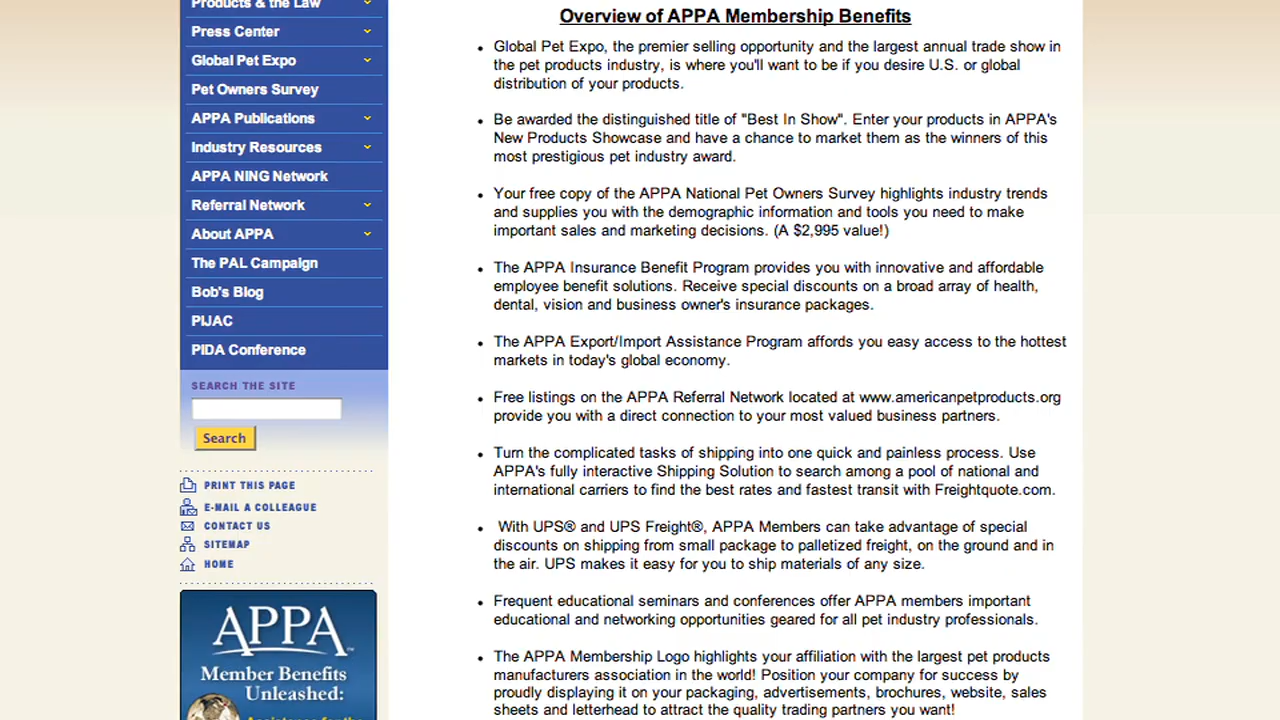 Products & the Law
Press Center
Global Pet Expo
Pet Owners Survey
APPA Publications
Industry Resources
APPA NING Network
Referral Network
About APPA
The PAL Campaign
Bob's Blog
PIJAC
PIDA Conference
SEARCH THE SITE
Search
PRINT THIS PAGE
E-MAIL A COLLEAGUE
CONTACT US
SITEMAP
HOME
APPA
Member Benefits
Unleashed:
Assistance for the
Overview of APPA Membership Benefits
• Global Pet Expo, the premier selling opportunity and the largest annual trade show in
the pet products industry, is where you'll want to be if you desire U.S. or global
distribution of your products.
• Be awarded the distinguished title of "Best In Show". Enter your products in APPA's
New Products Showcase and have a chance to market them as the winners of this
most prestigious pet industry award.
• Your free copy of the APPA National Pet Owners Survey highlights industry trends
and supplies you with the demographic information and tools you need to make
important sales and marketing decisions. (A $2,995 value!)
• The APPA Insurance Benefit Program provides you with innovative and affordable
employee benefit solutions. Receive special discounts on a broad array of health,
dental, vision and business owner's insurance packages.
• The APPA Export/Import Assistance Program affords you easy access to the hottest
markets in today's global economy.
• Free listings on the APPA Referral Network located at www.americanpetproducts.org
provide you with a direct connection to your most valued business partners.
• Turn the complicated tasks of shipping into one quick and painless process. Use
APPA's fully interactive Shipping Solution to search among a pool of national and
international carriers to find the best rates and fastest transit with Freightquote.com.
• With UPS® and UPS Freight®, APPA Members can take advantage of special
discounts on shipping from small package to palletized freight, on the ground and in
the air. UPS makes it easy for you to ship materials of any size.
• Frequent educational seminars and conferences offer APPA members important
educational and networking opportunities geared for all pet industry professionals.
• The APPA Membership Logo highlights your affiliation with the largest pet products
manufacturers association in the world! Position your company for success by
proudly displaying it on your packaging, advertisements, brochures, website, sales
sheets and letterhead to attract the quality trading partners you want!